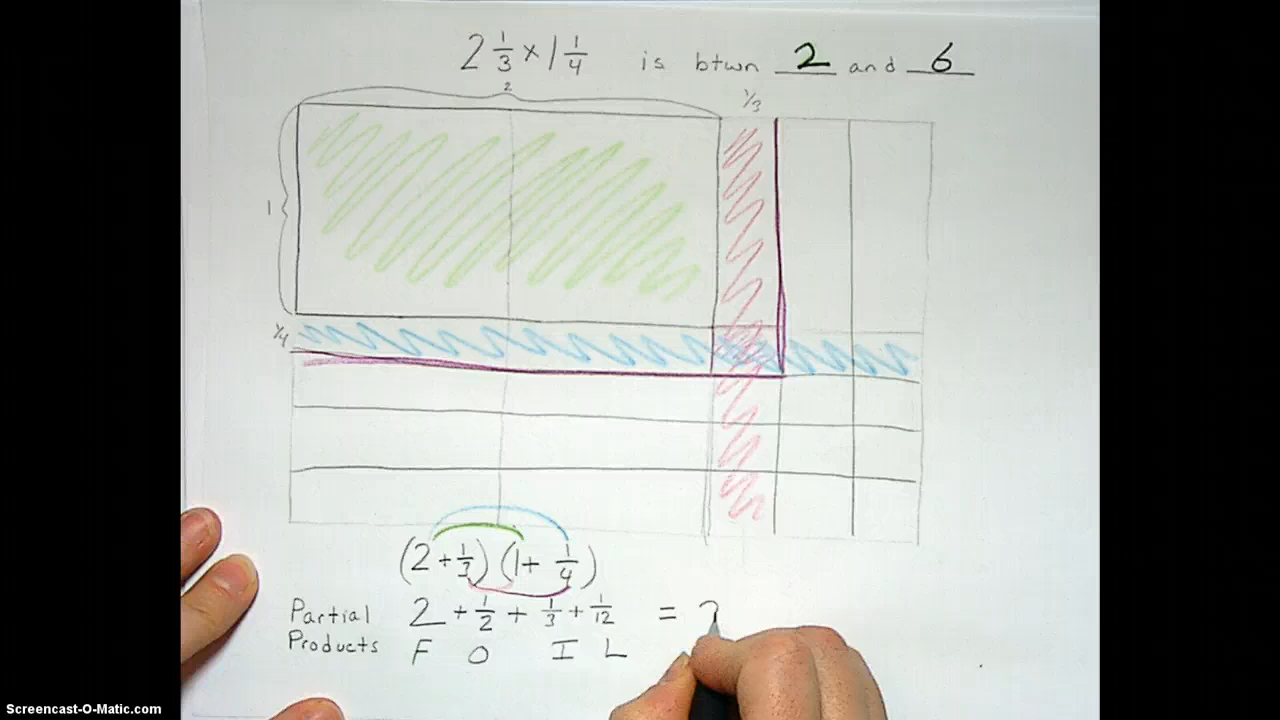 2 1/3 × 1 1/4 is btwn 2 and 6
2
1/3
1
1/4
(2 + 1/3) (1 + 1/4)
Partial 2 + 1/2 + 1/3 + 1/12 = 2
Products F O I L
Screencast-O-Matic.com